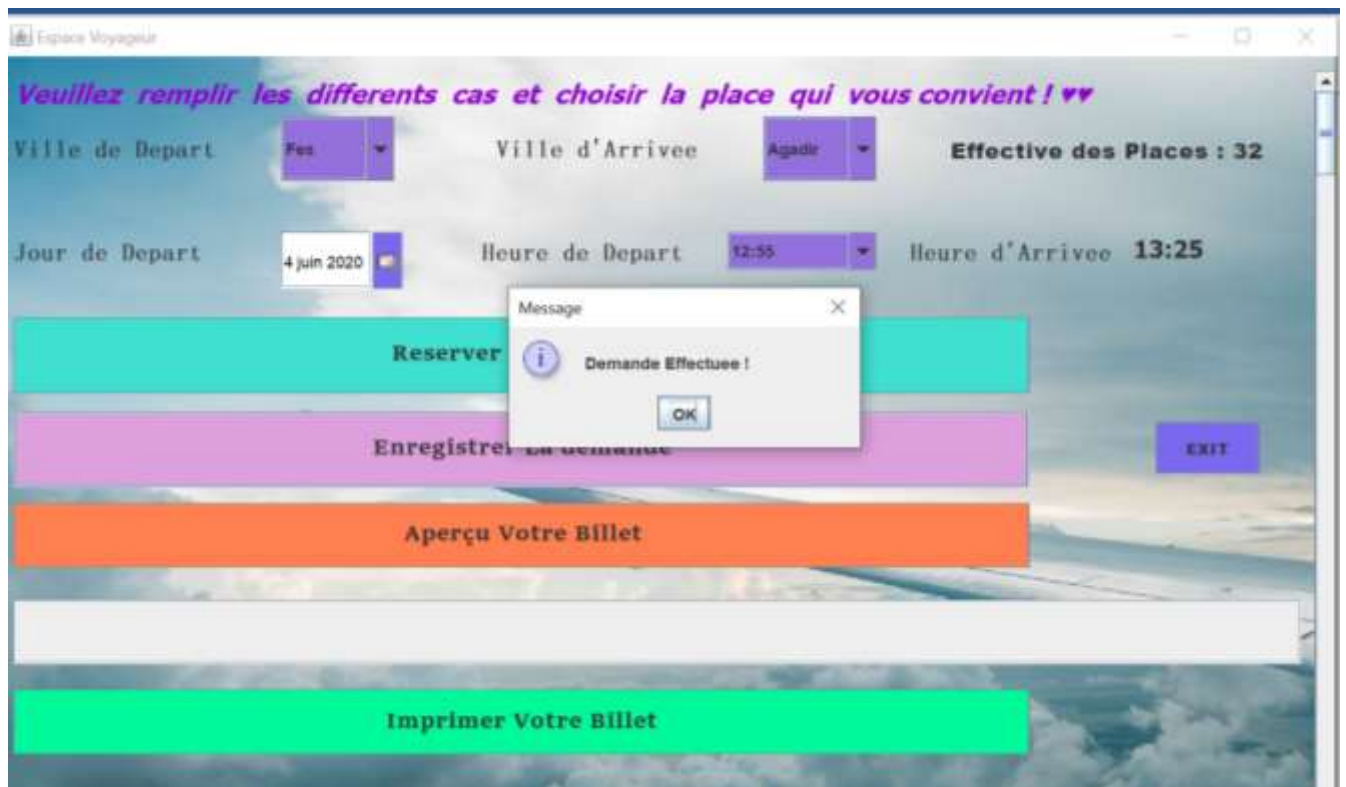 Espace Voyageur
Veuillez remplir les differents cas et choisir la place qui vous convient ! ♥♥
Ville de Depart Fes Ville d'Arrivee Agadir Effective des Places : 32
Jour de Depart 4 juin 2020 Heure de Depart 12:55 Heure d'Arrivee 13:25
Message
Reserver
Demande Effectuee !
OK
Enregistrer La demande
EXIT
Aperçu Votre Billet
Imprimer Votre Billet